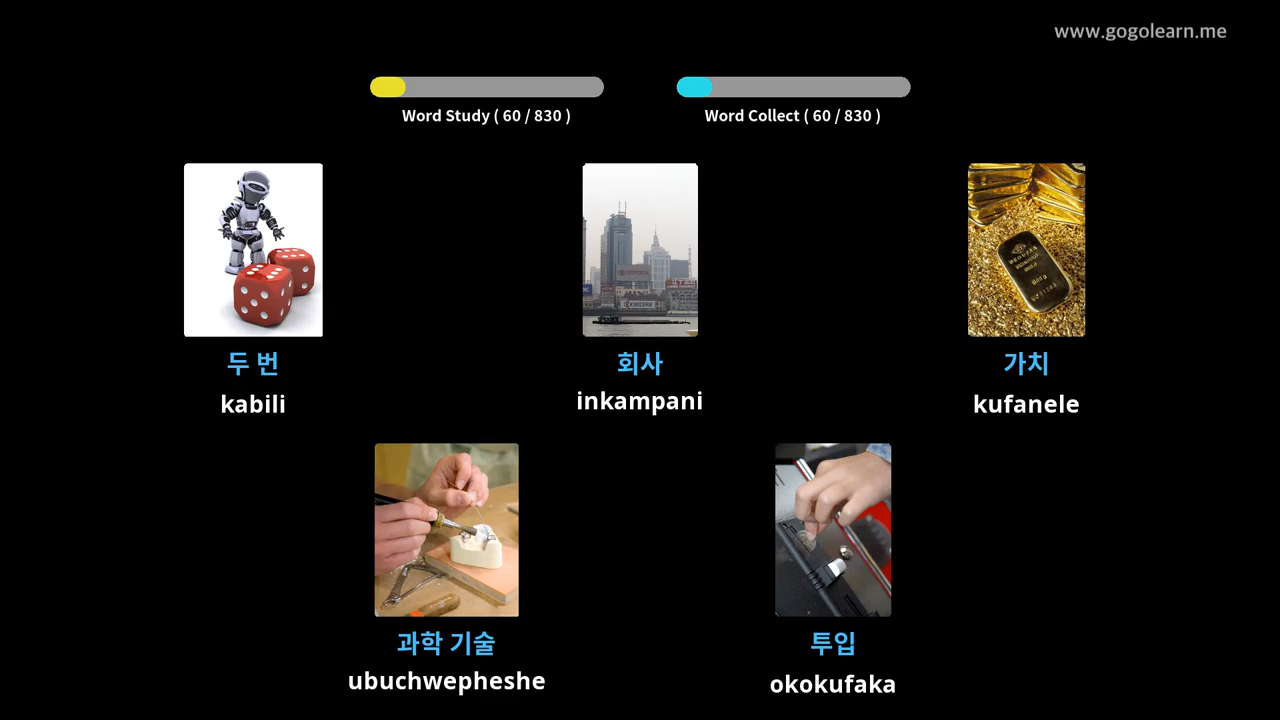 www.gogolearn.me
Word Study ( 60 / 830 )
Word Collect ( 60 / 830 )
두 번
kabili
회사
inkampani
가치
kufanele
과학 기술
ubuchwepheshe
투입
okokufaka